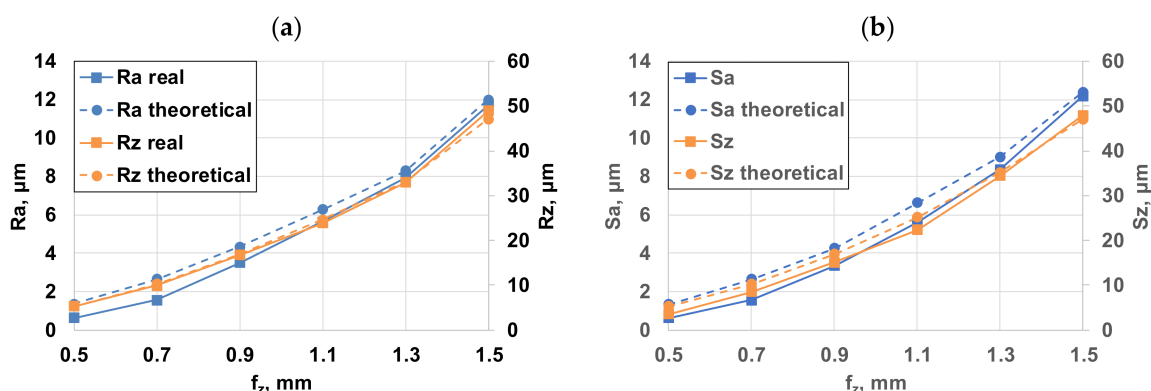 (a)
Ra real
Ra theoretical
Rz real
Rz theoretical
14
12
10
8
6
4
2
0
Ra, µm
60
50
40
30
20
10
0
Rz, µm
0.5 0.7 0.9 1.1 1.3 1.5
fz, mm
(b)
Sa
Sa theoretical
Sz
Sz theoretical
14
12
10
8
6
4
2
0
Sa, µm
60
50
40
30
20
10
0
Sz, µm
0.5 0.7 0.9 1.1 1.3 1.5
fz, mm